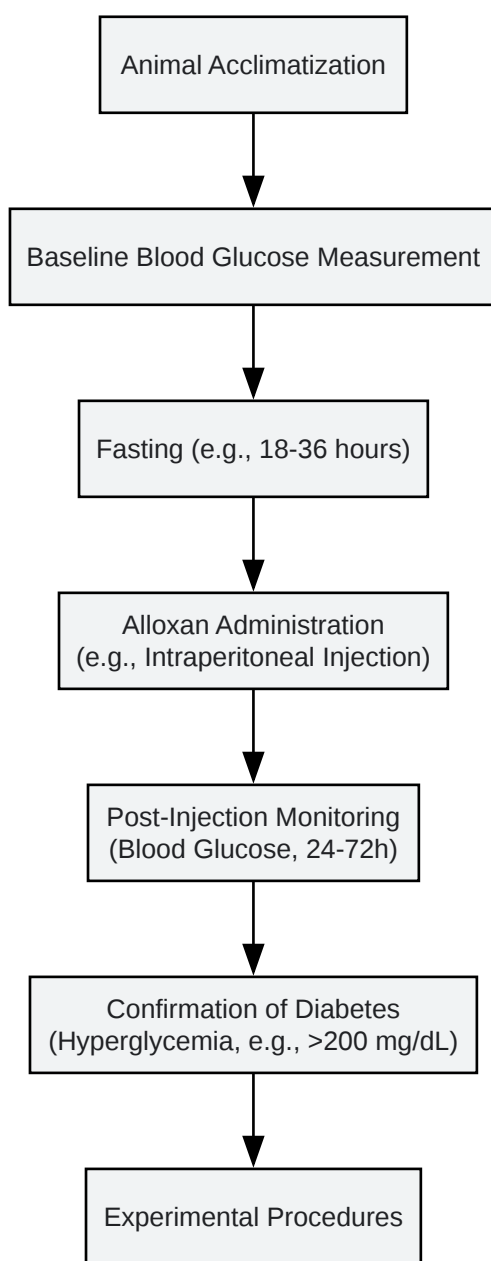 Animal Acclimatization
Baseline Blood Glucose Measurement
Fasting (e.g., 18-36 hours)
Alloxan Administration
(e.g., Intraperitoneal Injection)
Post-Injection Monitoring
(Blood Glucose, 24-72h)
Confirmation of Diabetes
(Hyperglycemia, e.g., >200 mg/dL)
Experimental Procedures